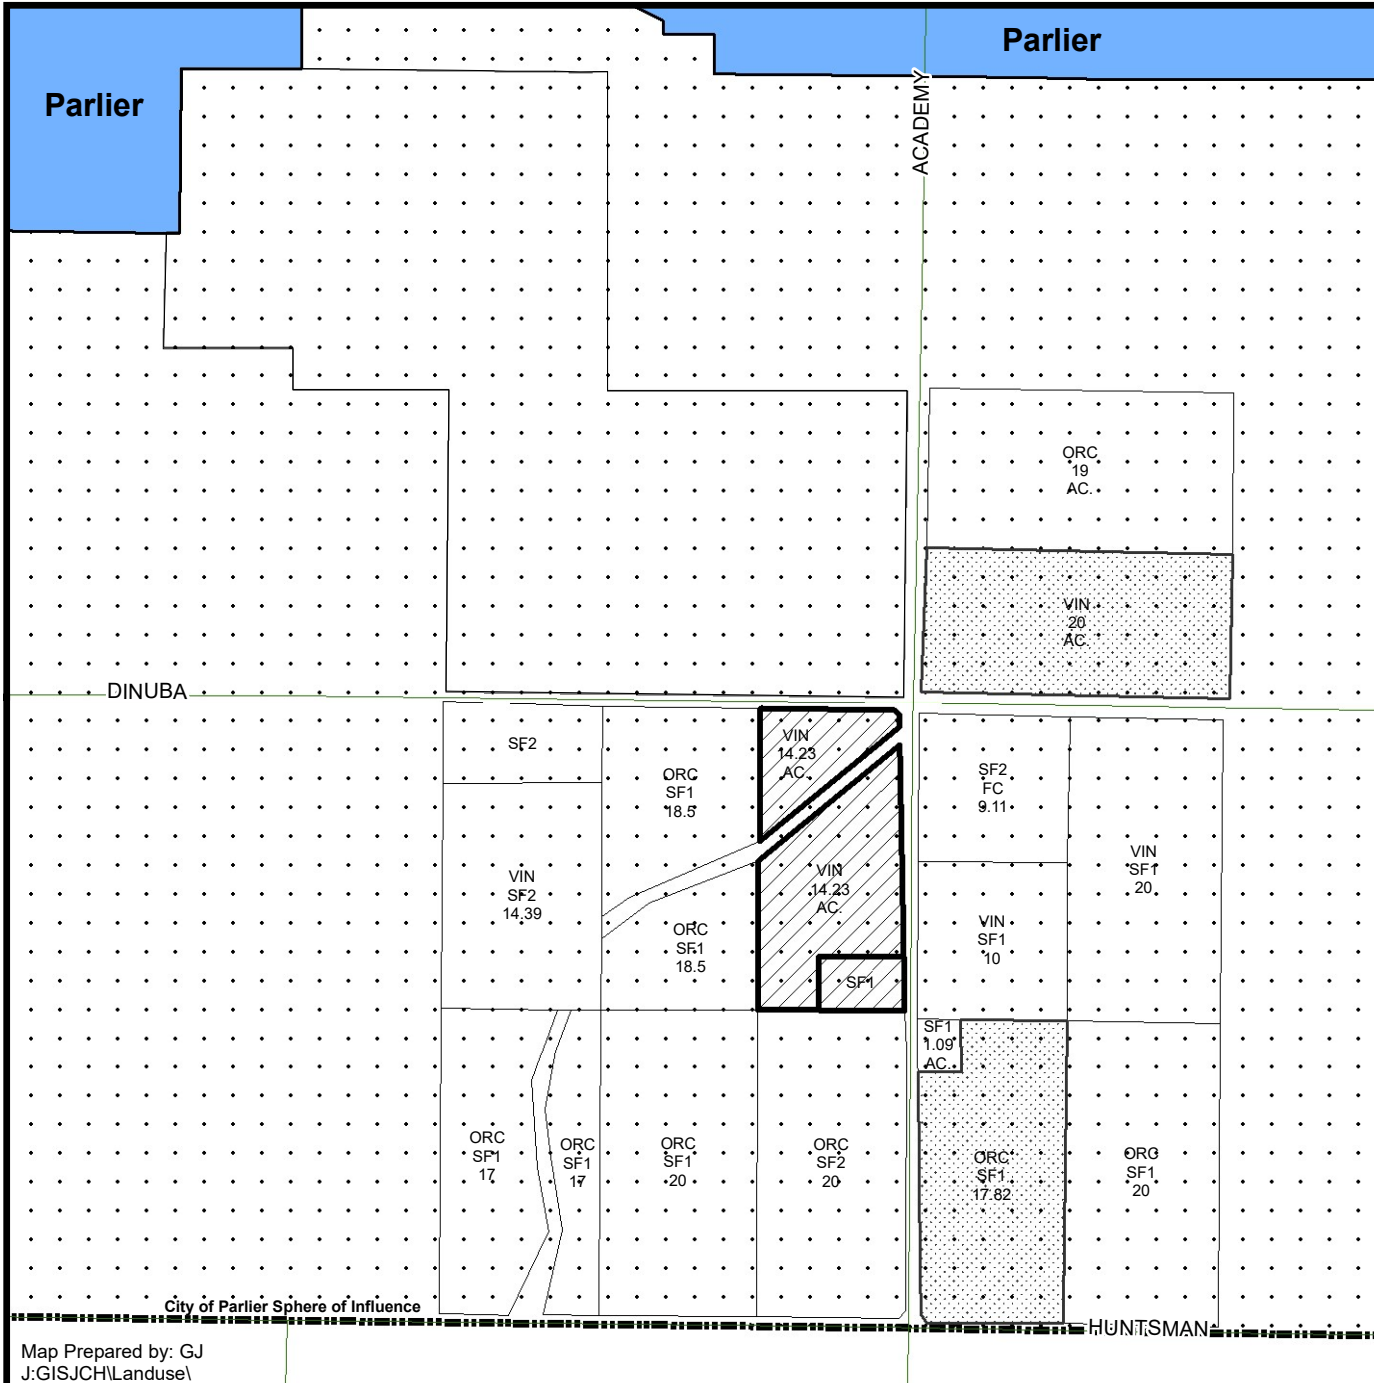 Parlier
Parlier
ACADEMY
ORC
19
AC.
VIN
20
AC.
DINUBA
SF2
ORC
SF1
18.5
VIN
14.23
AC.
SF2
FC
9.11
VIN
SF1
20
VIN
SF2
14.39
VIN
14.23
AC.
ORC
SF1
18.5
VIN
SF1
10
SF1
SF1
1.09
AC.
ORC
SF1
17
ORC
SF1
17
ORC
SF1
20
ORC
SF2
20
ORC
SF1
17.82
ORC
SF1
20
City of Parlier Sphere of Influence
HUNTSMAN
Map Prepared by: GJ
J:GISJCH\Landuse\